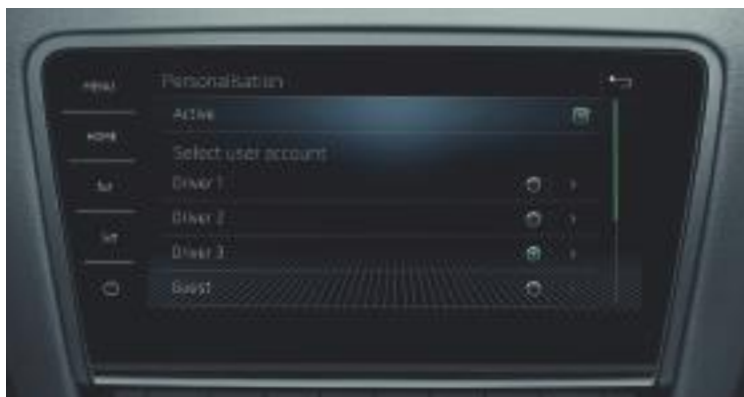 MENU
Personalisation
Active
HOME
Select user account
Driver 1
Driver 2
Driver 3
Guest